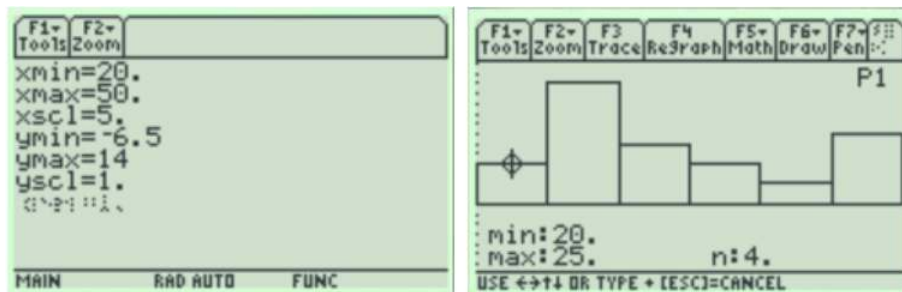 F1▾ F2▾
Tools Zoom
xmin=20.
xmax=50.
xscl=5.
ymin=⁻6.5
ymax=14
yscl=1.
MAIN RAD AUTO FUNC
F1▾ F2▾ F3 F4 F5▾ F6▾ F7▾
Tools Zoom Trace Regraph Math Draw Pen
P1
min:20.
max:25. n:4.
USE ←→↑↓ OR TYPE + [ESC]=CANCEL